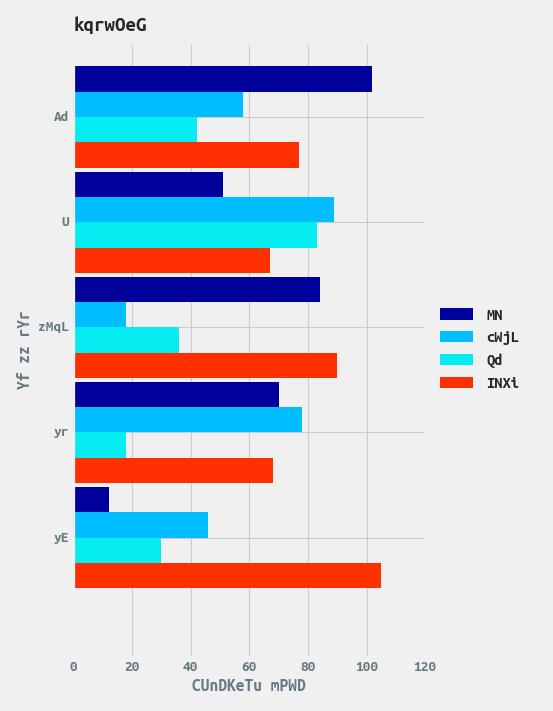 kqrwOeG
Ad
U
zMqL
yr
yE
Yf zz rYr
0 20 40 60 80 100 120
CUnDKeTu mPWD
MN
cWjL
Qd
INXi